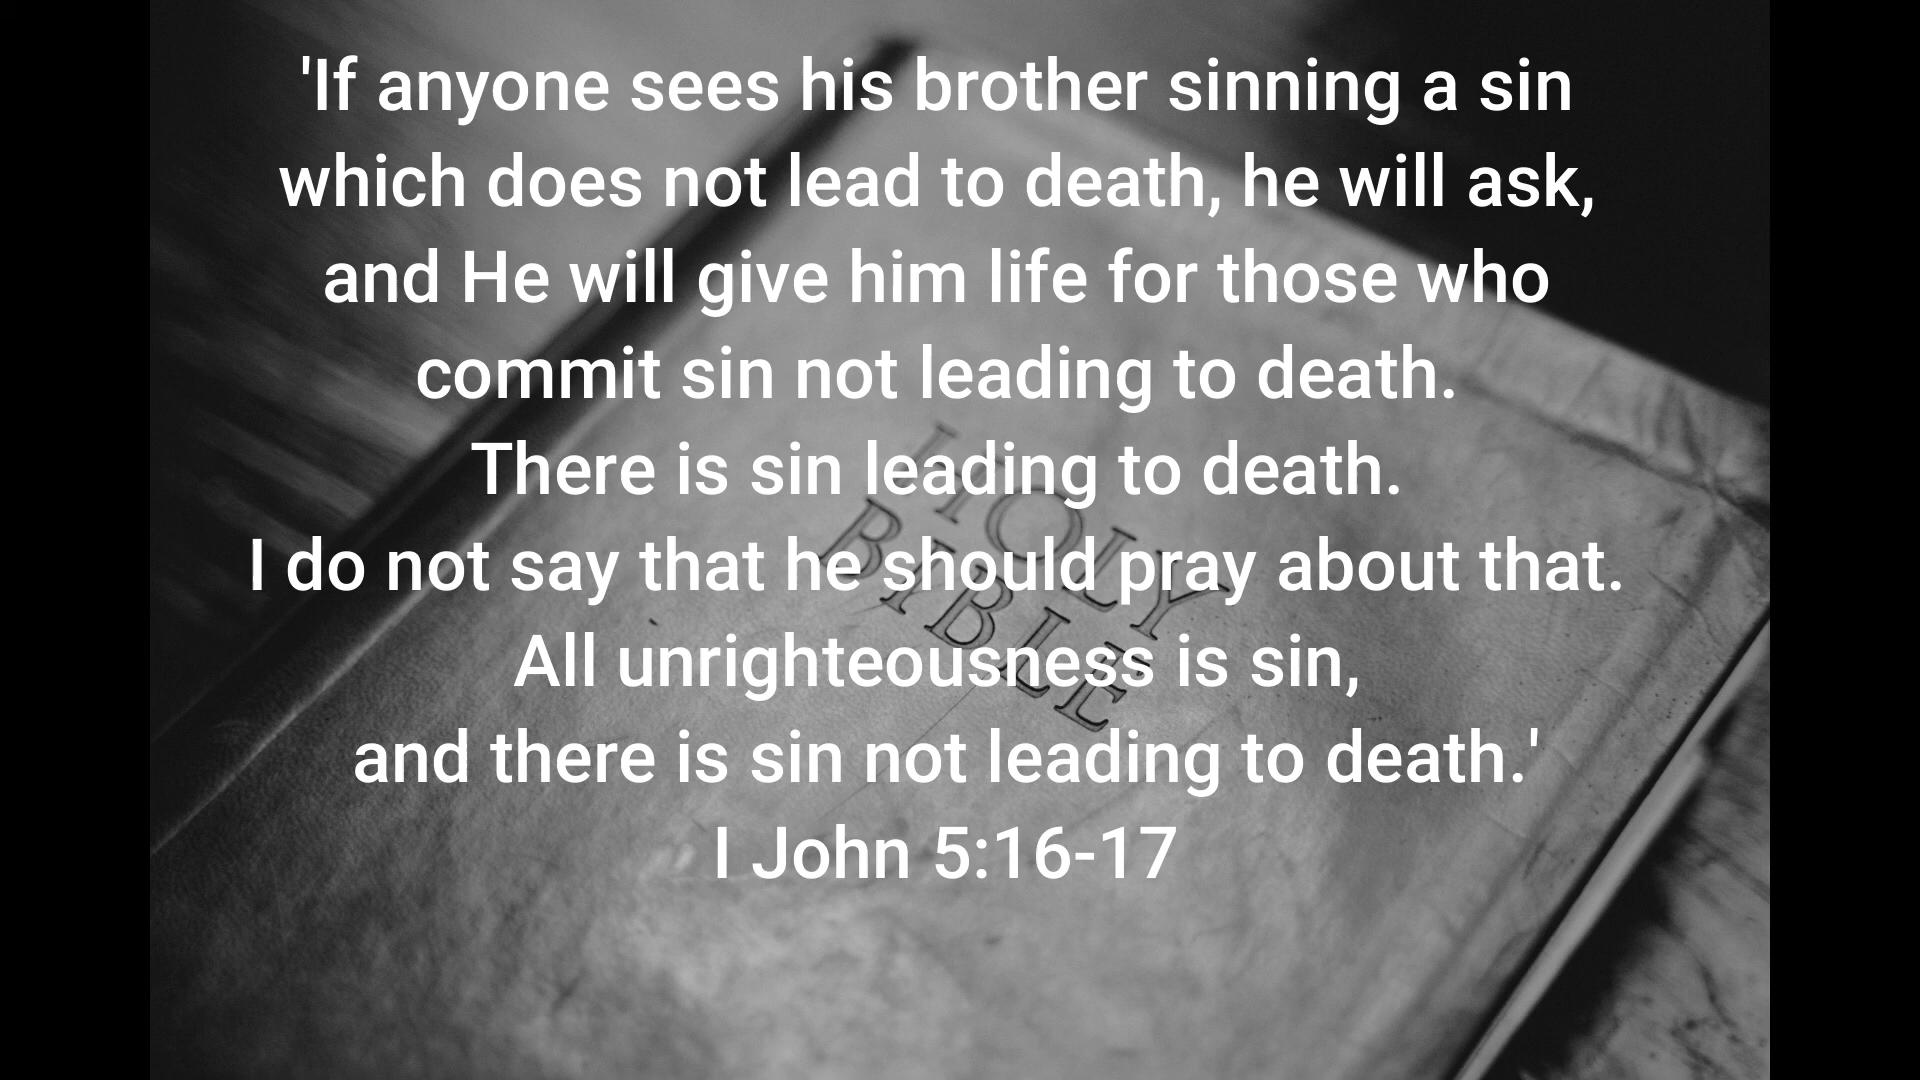 'If anyone sees his brother sinning a sin
which does not lead to death, he will ask,
and He will give him life for those who
commit sin not leading to death.
There is sin leading to death.
I do not say that he should pray about that.
All unrighteousness is sin,
and there is sin not leading to death.'
I John 5:16-17
HOLY
BIBLE